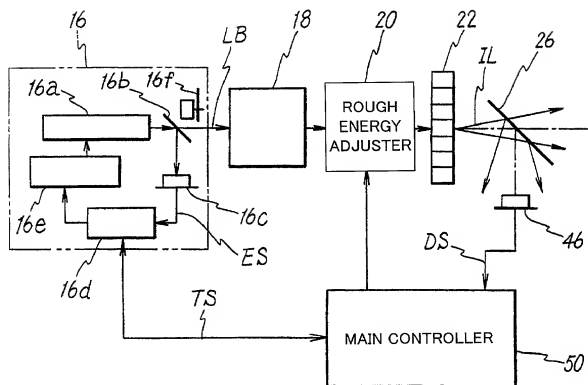 16
16a
16b
16f
LB
18
20
22
IL
26
ROUGH
ENERGY
ADJUSTER
16e
16c
ES
16d
46
DS
TS
MAIN CONTROLLER
50